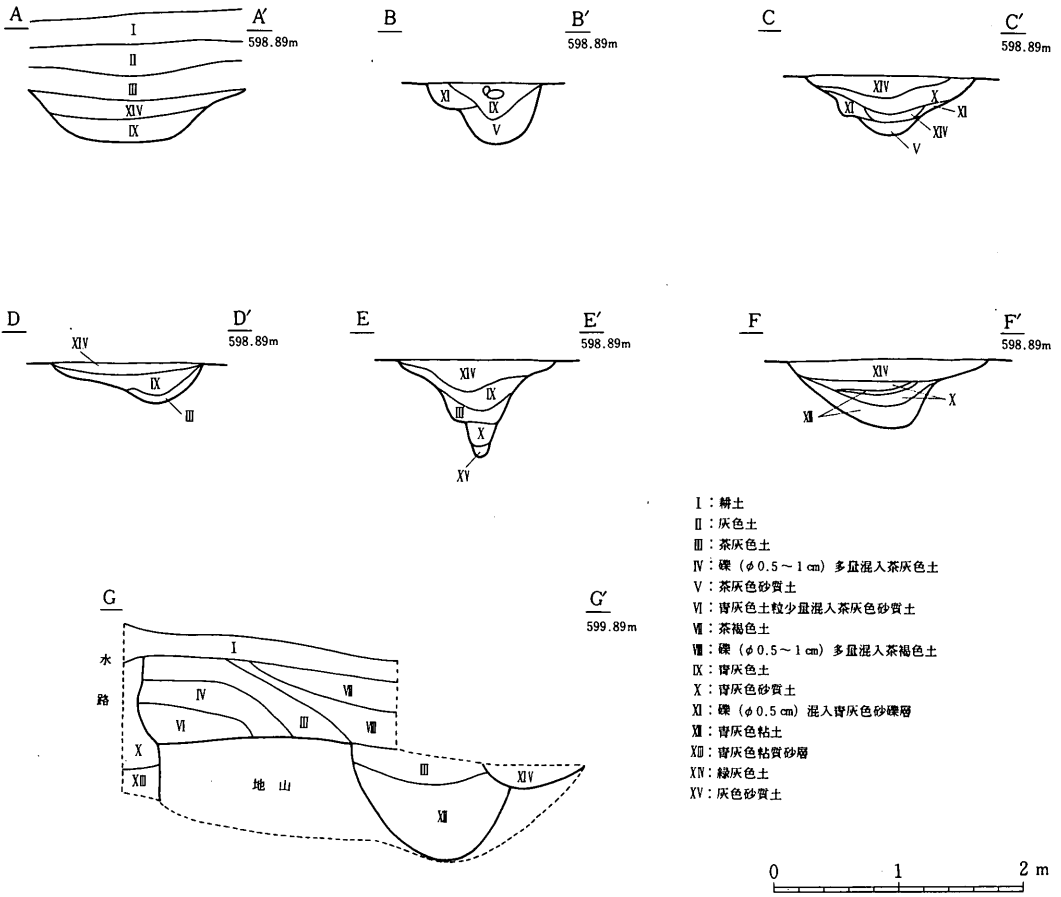 A A′
598.89m
I
II
III
XIV
IX
B B′
598.89m
XI
IX
V
C C′
598.89m
XIV
X
XI
XI
XIV
V
D D′
598.89m
XIV
IX
III
E E′
598.89m
XIV
IX
III
X
XV
F F′
598.89m
XIV
X
XII
G G′
599.89m
水路
I
VII
IV
III
VIII
VI
X
XIII
地山
III
XIV
XII
I：耕土
II：灰色土
III：茶灰色土
IV：礫（φ0.5～1㎝）多量混入茶灰色土
V：茶灰色砂質土
VI：青灰色土粒少量混入茶灰色砂質土
VII：茶褐色土
VIII：礫（φ0.5～1㎝）多量混入茶褐色土
IX：青灰色土
X：青灰色砂質土
XI：礫（φ0.5㎝）混入青灰色砂礫層
XII：青灰色粘土
XIII：青灰色粘質砂層
XIV：緑灰色土
XV：灰色砂質土
0 1 2 m